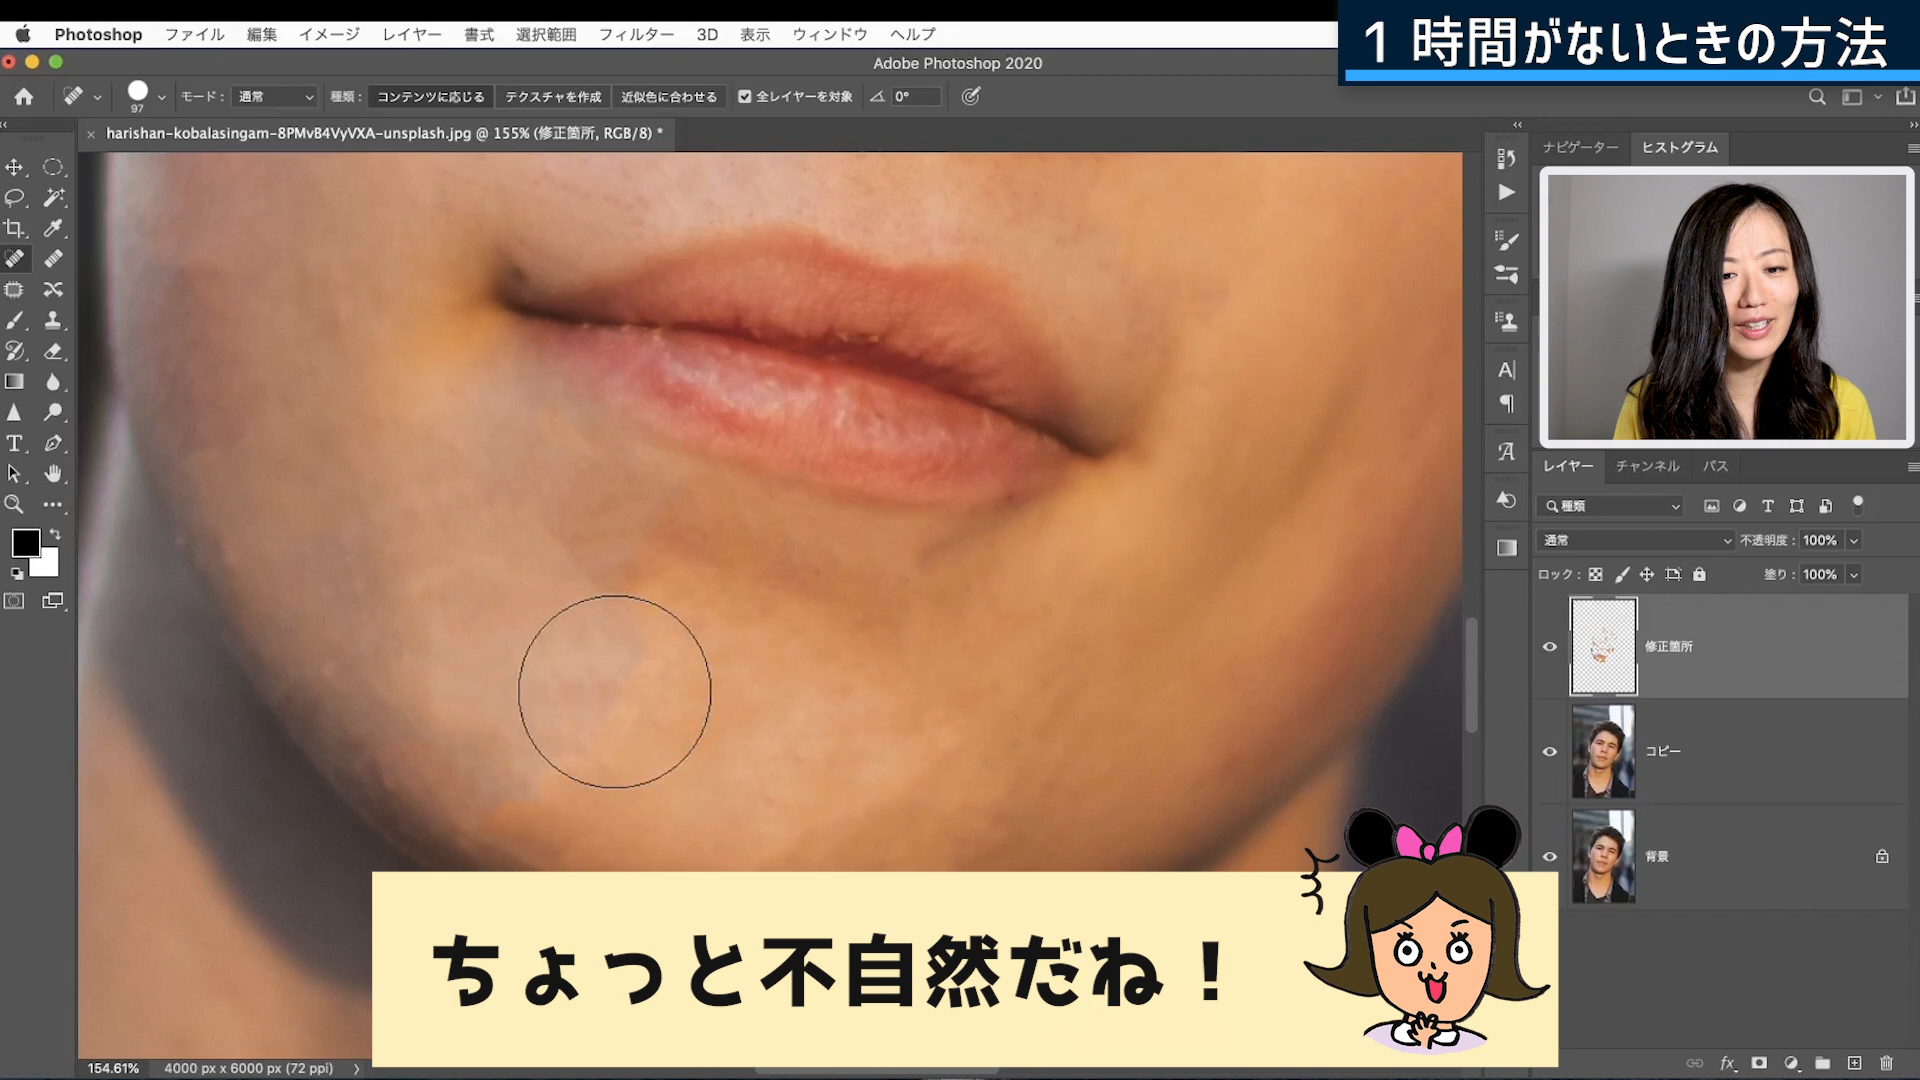 Photoshop ファイル 編集 イメージ レイヤー 書式 選択範囲 フィルター 3D 表示 ウィンドウ ヘルプ
1 時間がないときの方法
Adobe Photoshop 2020
97 モード： 通常 種類： コンテンツに応じる テクスチャを作成 近似色に合わせる 全レイヤーを対象 0°
harishan-kobalasingam-8PMvB4VyVXA-unsplash.jpg @ 155% (修正箇所, RGB/8) *
ナビゲーター ヒストグラム
レイヤー チャンネル パス
種類
通常 不透明度： 100%
ロック： 塗り： 100%
修正箇所
コピー
背景
ちょっと不自然だね！
154.61% 4000 px x 6000 px (72 ppi)